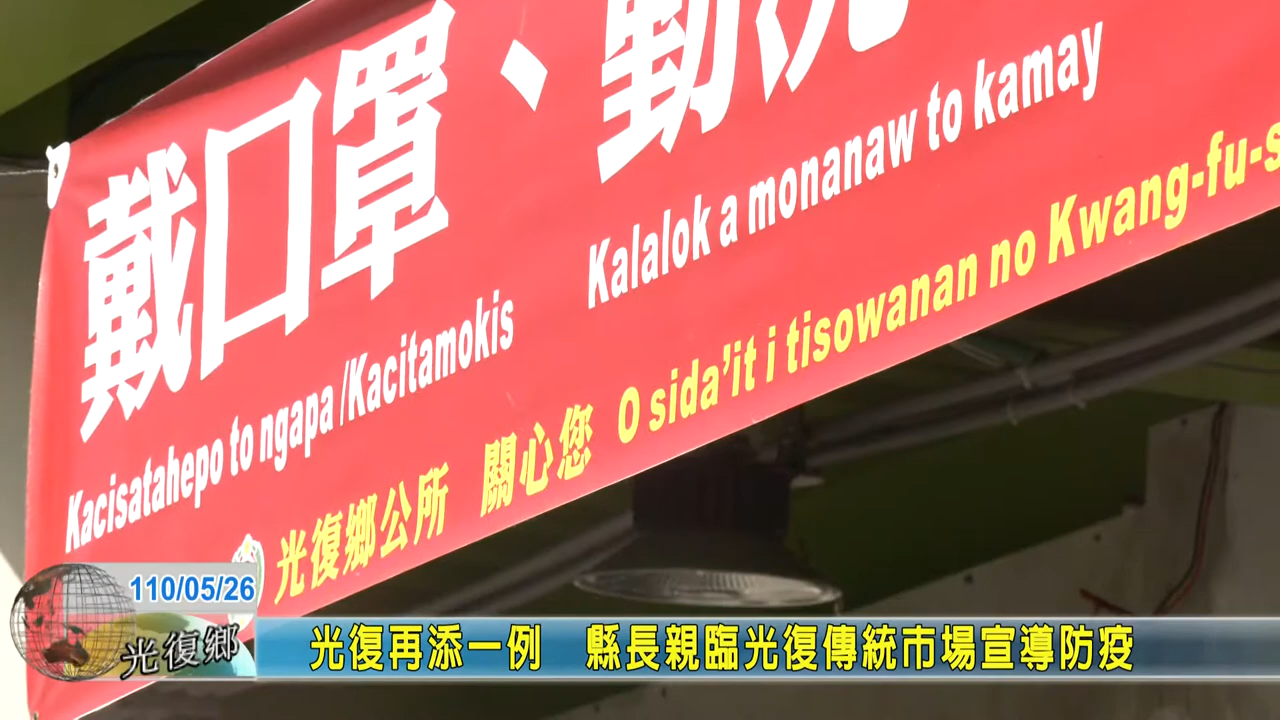 戴口罩、勤洗
Kacisatahepo to ngapa /Kacitamokis
Kalalok a monanaw to kamay
光復鄉公所 關心您 O sida'it i tisowanan no Kwang-fu-s
110/05/26
光復鄉
光復再添一例 縣長親臨光復傳統市場宣導防疫